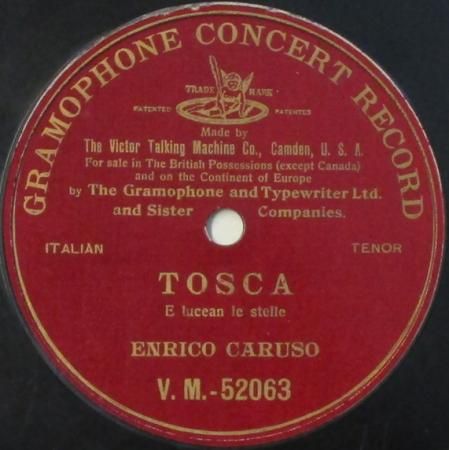 GRAMOPHONE CONCERT RECORD
TRADE MARK
PATENTED PATENTED
Made by
The Victor Talking Machine Co., Camden, U. S. A.
For sale in The British Possessions (except Canada)
and on the Continent of Europe
by The Gramophone and Typewriter Ltd.
and Sister Companies.
ITALIAN TENOR
TOSCA
E lucean le stelle
ENRICO CARUSO
V. M.-52063